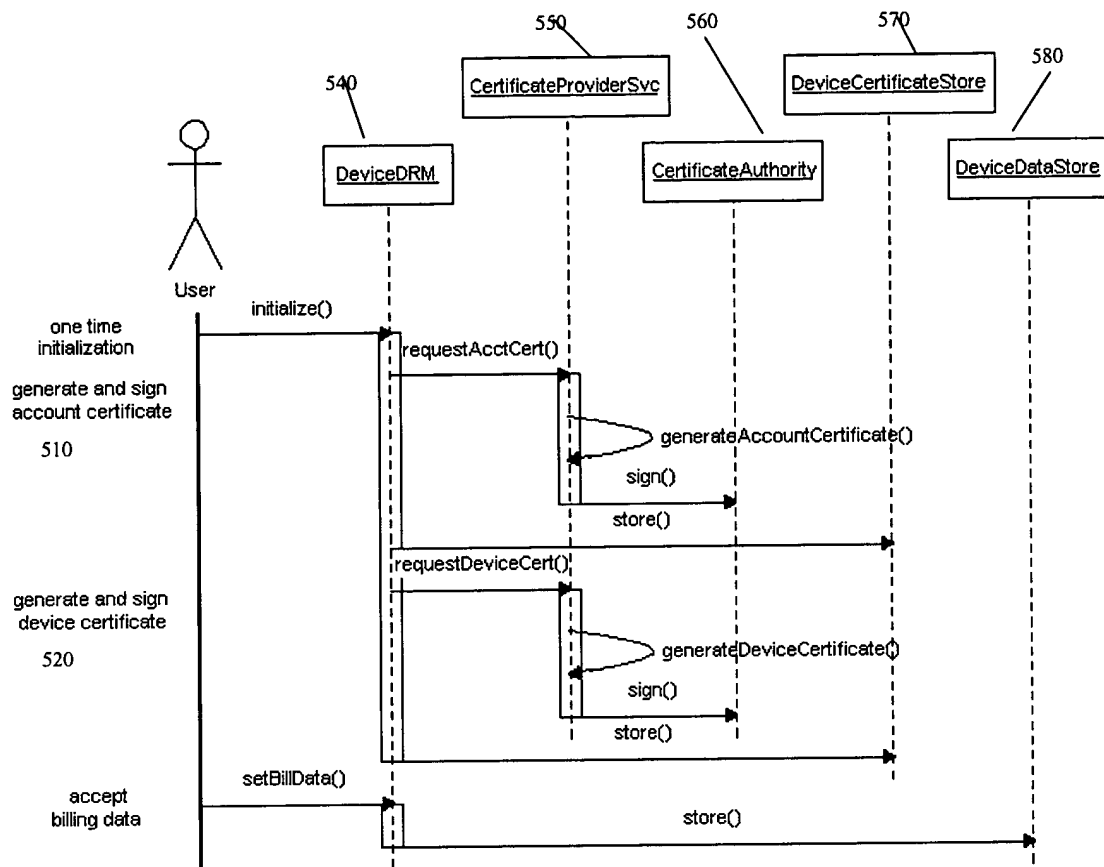 550
560
570
580
540
CertificateProviderSvc
DeviceCertificateStore
DeviceDRM
CertificateAuthority
DeviceDataStore
User
initialize()
one time
initialization
requestAcctCert()
generate and sign
account certificate
510
generateAccountCertificate()
sign()
store()
requestDeviceCert()
generate and sign
device certificate
520
generateDeviceCertificate()
sign()
store()
setBillData()
accept
billing data
store()